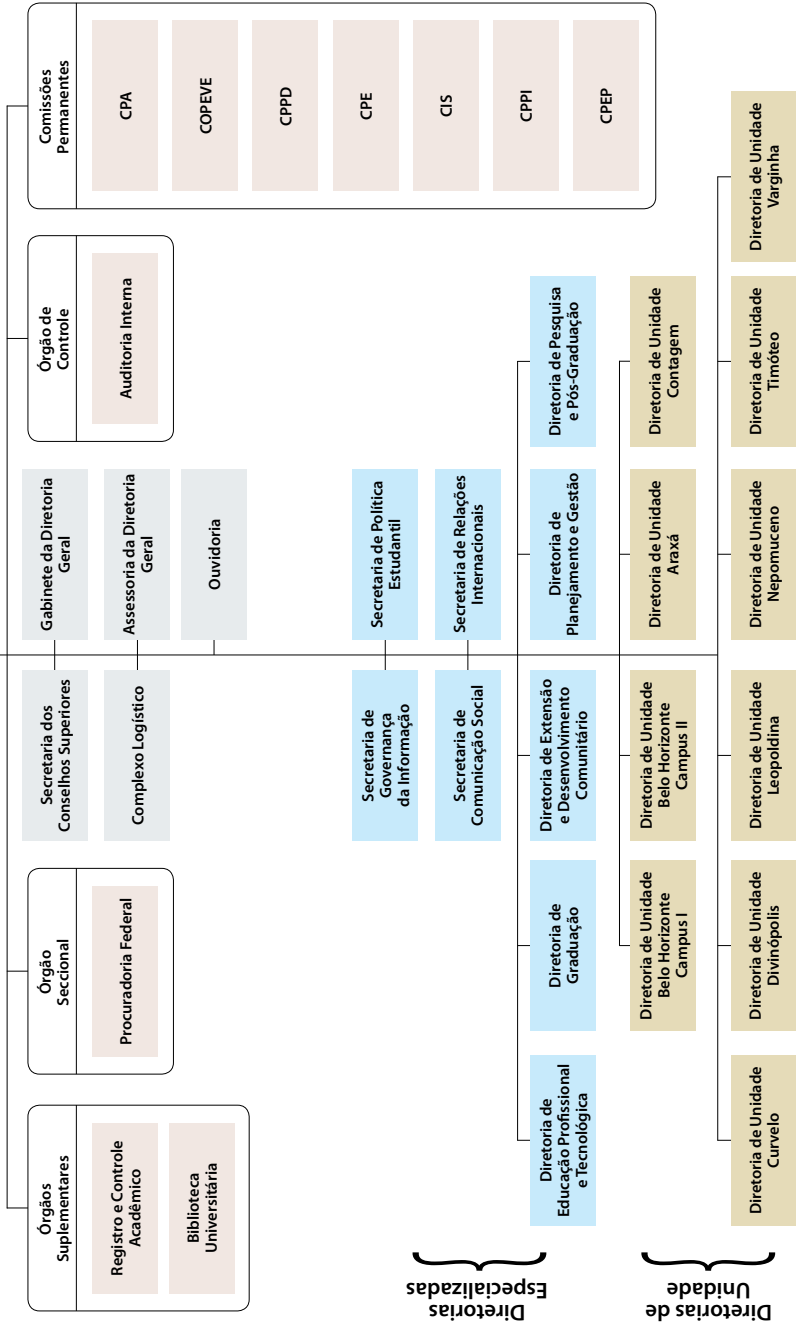 Órgãos
Suplementares
Registro e Controle
Acadêmico
Biblioteca
Universitária
Órgão
Seccional
Procuradoria Federal
Secretaria dos
Conselhos Superiores
Gabinete da Diretoria
Geral
Complexo Logístico
Assessoria da Diretoria
Geral
Ouvidoria
Órgão de
Controle
Auditoria Interna
Comissões
Permanentes
CPA
COPEVE
CPPD
CPE
CIS
CPPI
CPEP
Diretorias
Especializadas
Secretaria de
Governança
da Informação
Secretaria de Política
Estudantil
Secretaria de
Comunicação Social
Secretaria de Relações
Internacionais
Diretoria de
Educação Profissional
e Tecnológica
Diretoria de
Graduação
Diretoria de Extensão
e Desenvolvimento
Comunitário
Diretoria de
Planejamento e Gestão
Diretoria de Pesquisa
e Pós-Graduação
Diretorias de
Unidade
Diretoria de Unidade
Belo Horizonte
Campus I
Diretoria de Unidade
Belo Horizonte
Campus II
Diretoria de Unidade
Araxá
Diretoria de Unidade
Contagem
Diretoria de Unidade
Curvelo
Diretoria de Unidade
Divinópolis
Diretoria de Unidade
Leopoldina
Diretoria de Unidade
Nepomuceno
Diretoria de Unidade
Timóteo
Diretoria de Unidade
Varginha